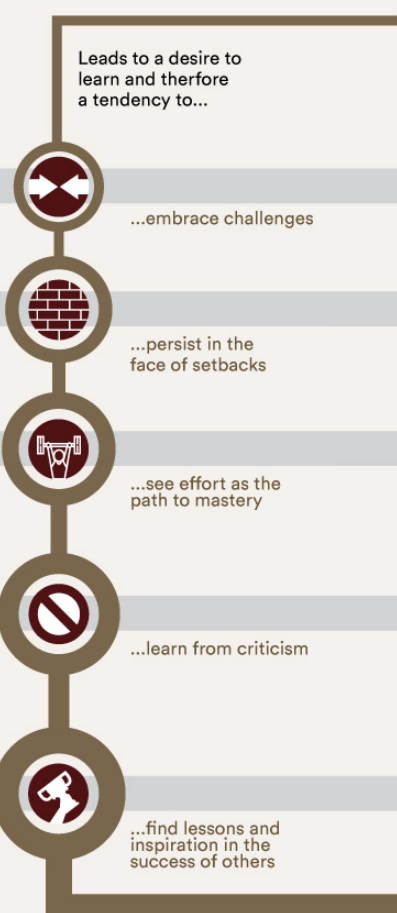 Leads to a desire to
learn and therfore
a tendency to...
...embrace challenges
...persist in the
face of setbacks
...see effort as the
path to mastery
...learn from criticism
...find lessons and
inspiration in the
success of others